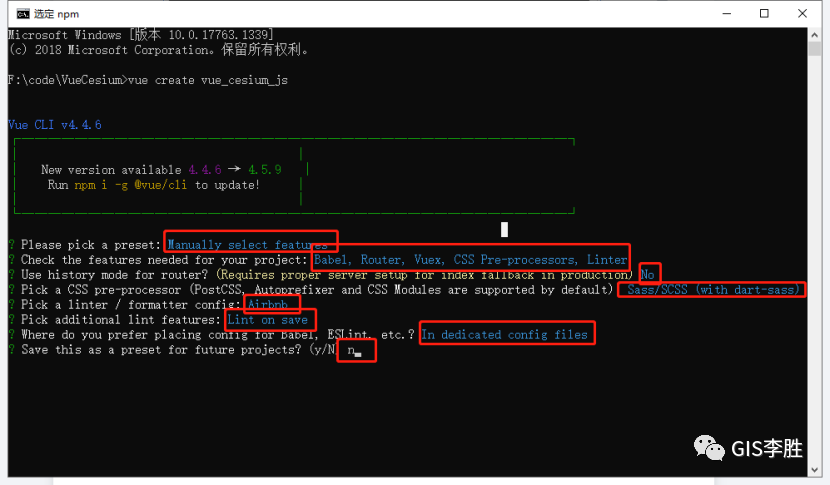 选定 npm
Microsoft Windows [版本 10.0.17763.1339]
(c) 2018 Microsoft Corporation。保留所有权利。
F:\code\VueCesium>vue create vue_cesium_js
Vue CLI v4.4.6
New version available 4.4.6 → 4.5.9
Run npm i -g @vue/cli to update!
? Please pick a preset: Manually select features
? Check the features needed for your project: Babel, Router, Vuex, CSS Pre-processors, Linter
? Use history mode for router? (Requires proper server setup for index fallback in production) No
? Pick a CSS pre-processor (PostCSS, Autoprefixer and CSS Modules are supported by default) Sass/SCSS (with dart-sass)
? Pick a linter / formatter config: Airbnb
? Pick additional lint features: Lint on save
? Where do you prefer placing config for Babel, ESLint, etc.? In dedicated config files
? Save this as a preset for future projects? (y/N) n
GIS李胜